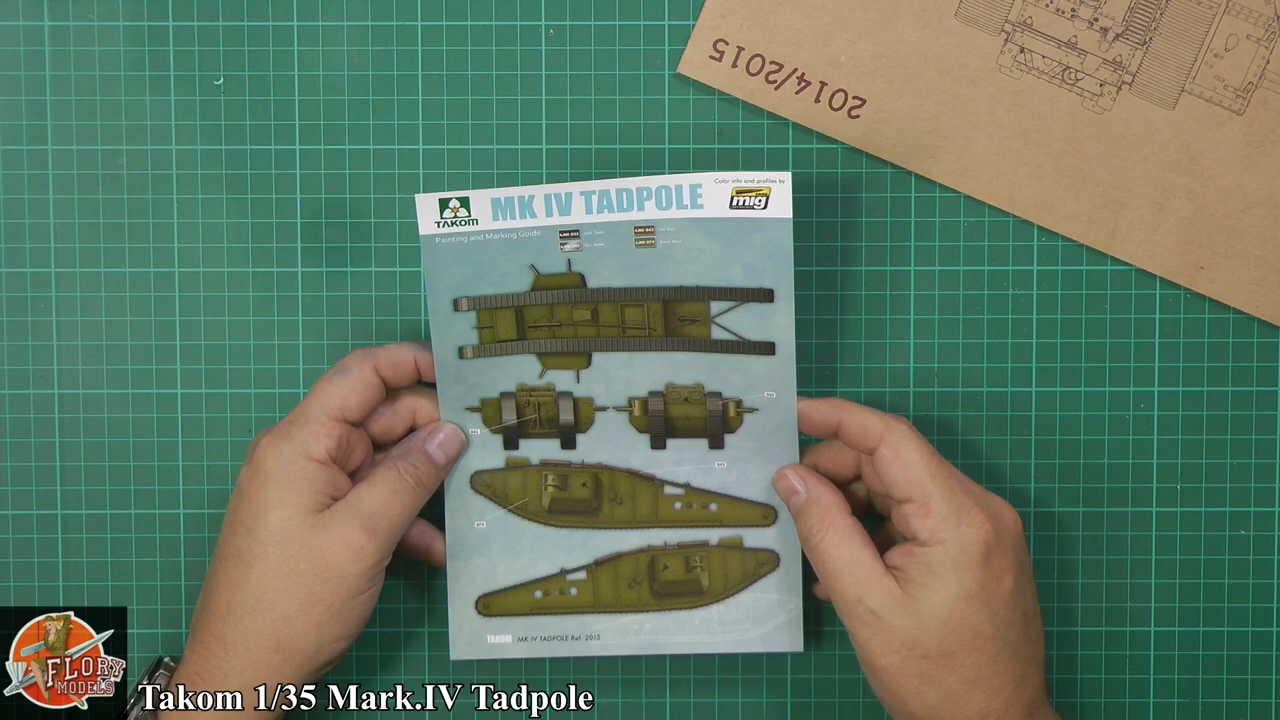 2014/2015
TAKOM
MK IV TADPOLE
Color info and profiles by
mig
Painting and Marking Guide
TAKOM MK IV TADPOLE Ref. 2015
FLORY
MODELS
Takom 1/35 Mark.IV Tadpole